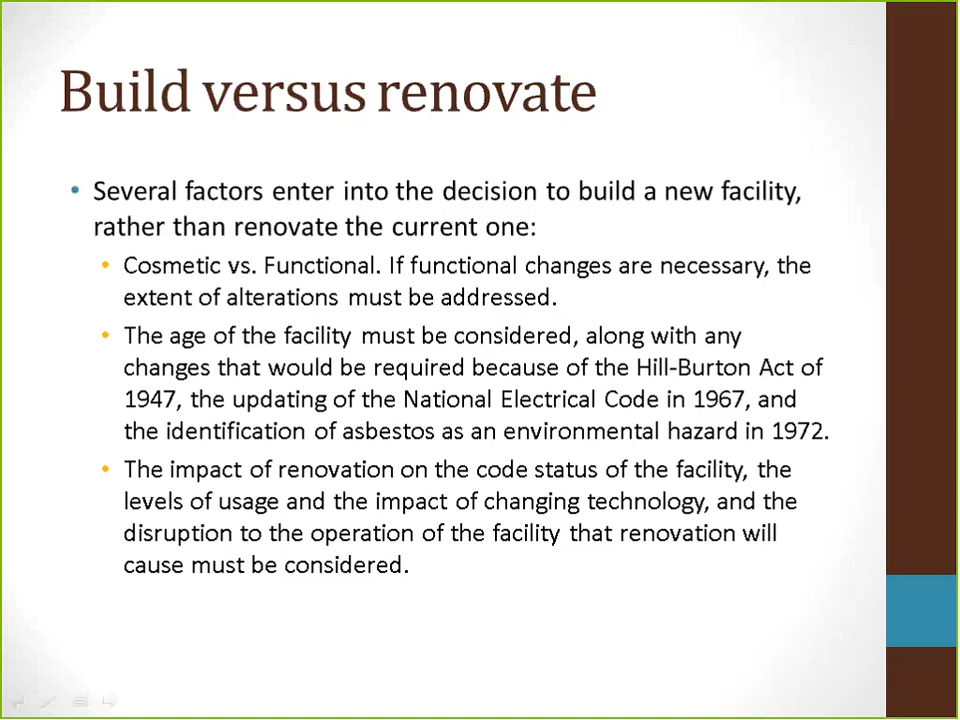 Build versus renovate
• Several factors enter into the decision to build a new facility,
rather than renovate the current one:
• Cosmetic vs. Functional. If functional changes are necessary, the
extent of alterations must be addressed.
• The age of the facility must be considered, along with any
changes that would be required because of the Hill-Burton Act of
1947, the updating of the National Electrical Code in 1967, and
the identification of asbestos as an environmental hazard in 1972.
• The impact of renovation on the code status of the facility, the
levels of usage and the impact of changing technology, and the
disruption to the operation of the facility that renovation will
cause must be considered.